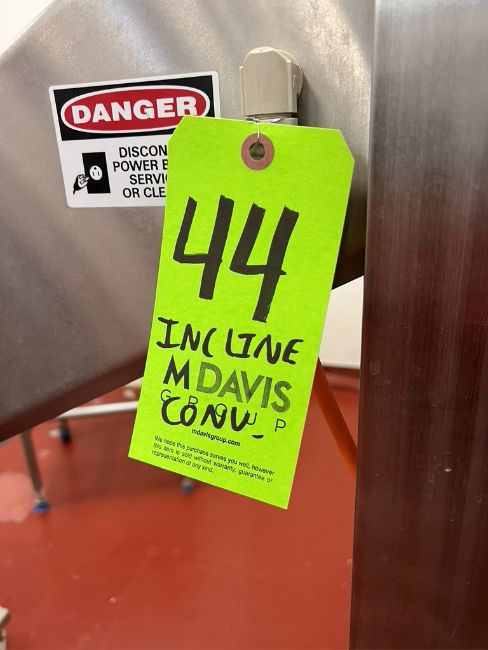 DANGER
DISCON
POWER B
SERVIC
OR CLE
44
INCLINE
M DAVIS
GROUP
CONV.
mdavisgroup.com
We hope this purchase serves you well, however
this item is sold without warranty, guarantee or
representation of any kind.